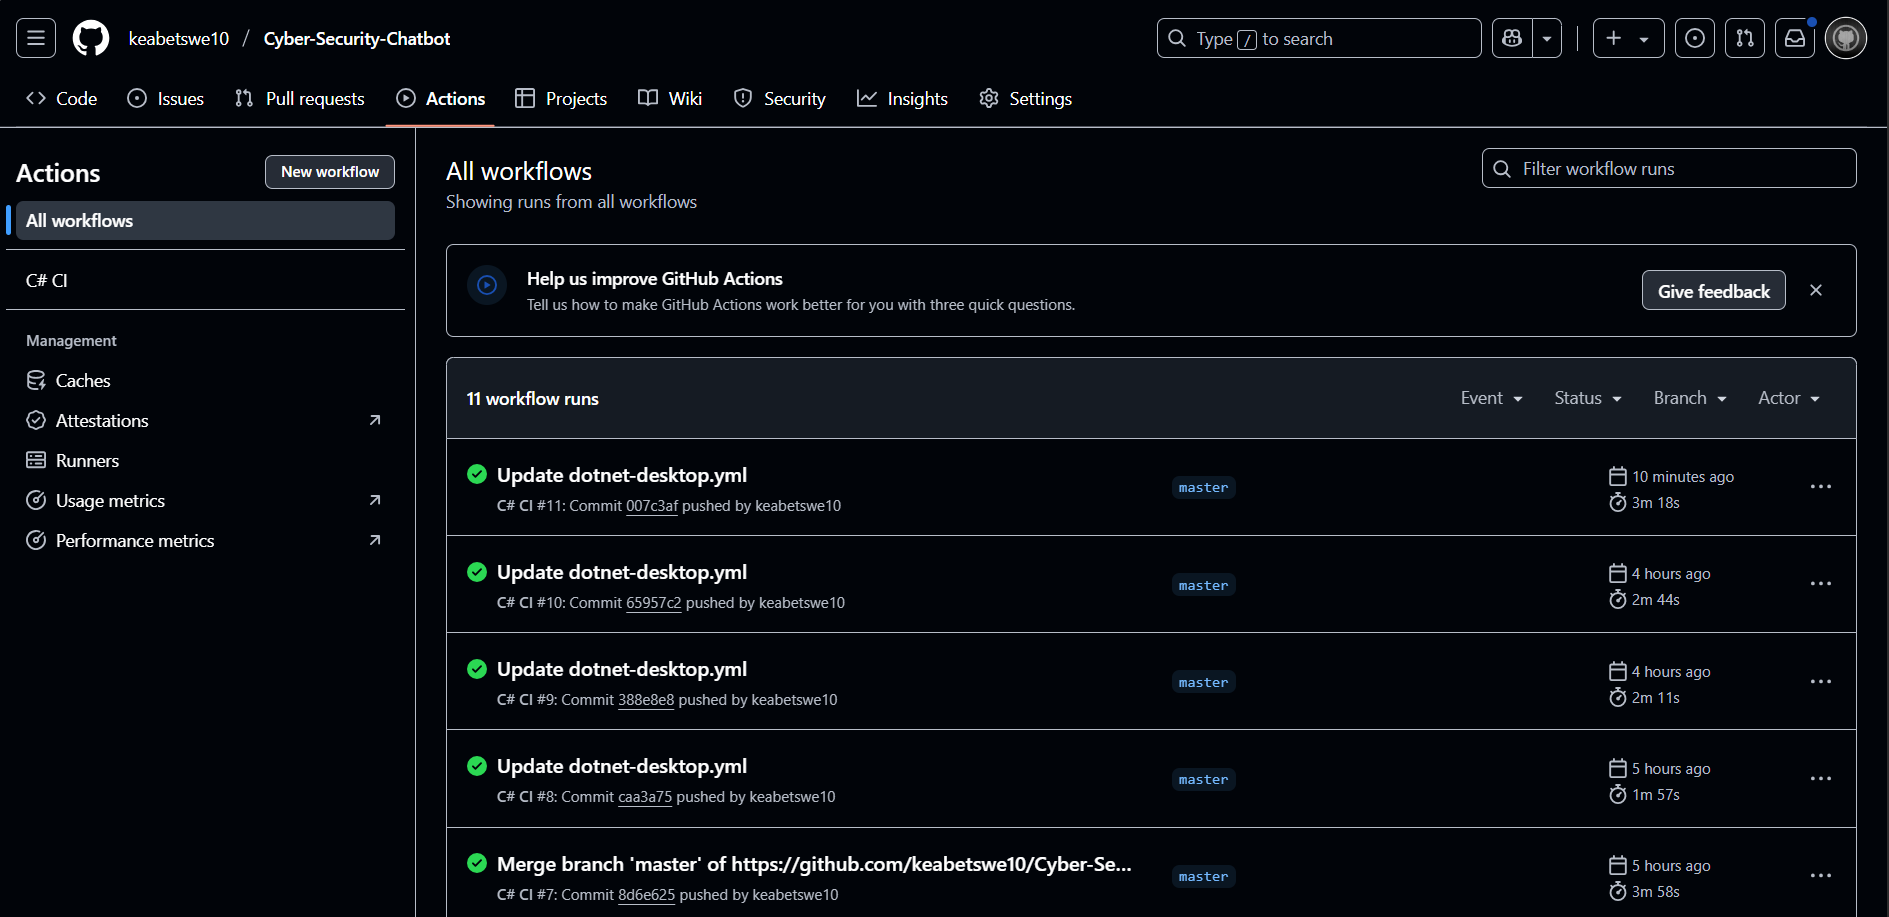 keabetswe10 / Cyber-Security-Chatbot
Type / to search
Code
Issues
Pull requests
Actions
Projects
Wiki
Security
Insights
Settings
Actions
New workflow
All workflows
C# CI
Management
Caches
Attestations
Runners
Usage metrics
Performance metrics
All workflows
Showing runs from all workflows
Filter workflow runs
Help us improve GitHub Actions
Tell us how to make GitHub Actions work better for you with three quick questions.
Give feedback
11 workflow runs
Event
Status
Branch
Actor
Update dotnet-desktop.yml
C# CI #11: Commit 007c3af pushed by keabetswe10
master
10 minutes ago
3m 18s
Update dotnet-desktop.yml
C# CI #10: Commit 65957c2 pushed by keabetswe10
master
4 hours ago
2m 44s
Update dotnet-desktop.yml
C# CI #9: Commit 388e8e8 pushed by keabetswe10
master
4 hours ago
2m 11s
Update dotnet-desktop.yml
C# CI #8: Commit caa3a75 pushed by keabetswe10
master
5 hours ago
1m 57s
Merge branch 'master' of https://github.com/keabetswe10/Cyber-Se...
C# CI #7: Commit 8d6e625 pushed by keabetswe10
master
5 hours ago
3m 58s